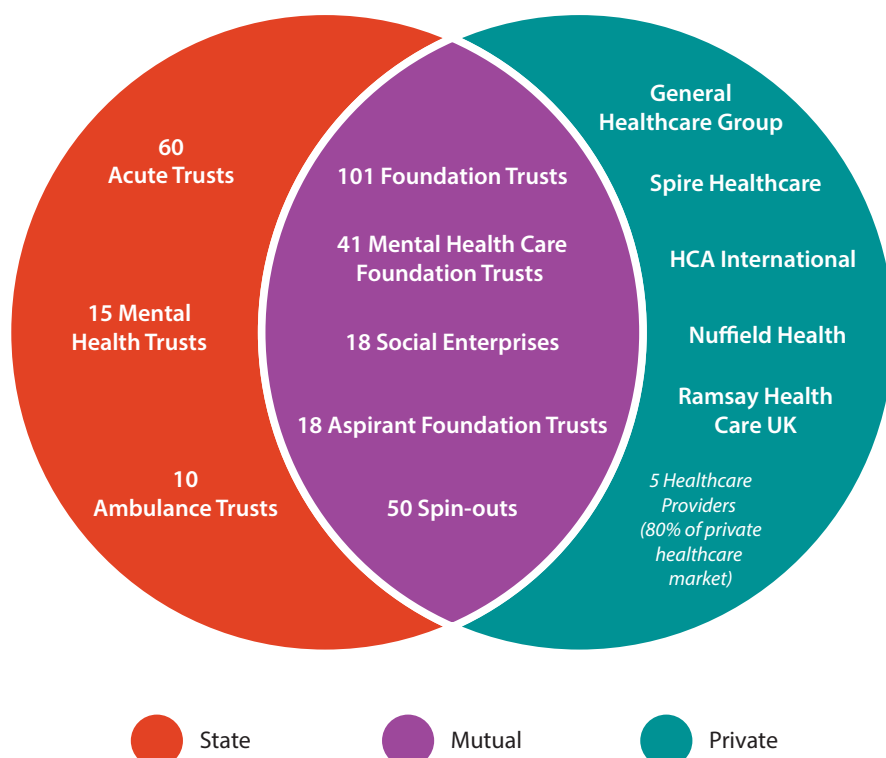 60
Acute Trusts
15 Mental
Health Trusts
10
Ambulance Trusts
101 Foundation Trusts
41 Mental Health Care
Foundation Trusts
18 Social Enterprises
18 Aspirant Foundation Trusts
50 Spin-outs
General
Healthcare Group
Spire Healthcare
HCA International
Nuffield Health
Ramsay Health
Care UK
5 Healthcare
Providers
(80% of private
healthcare
market)
State
Mutual
Private